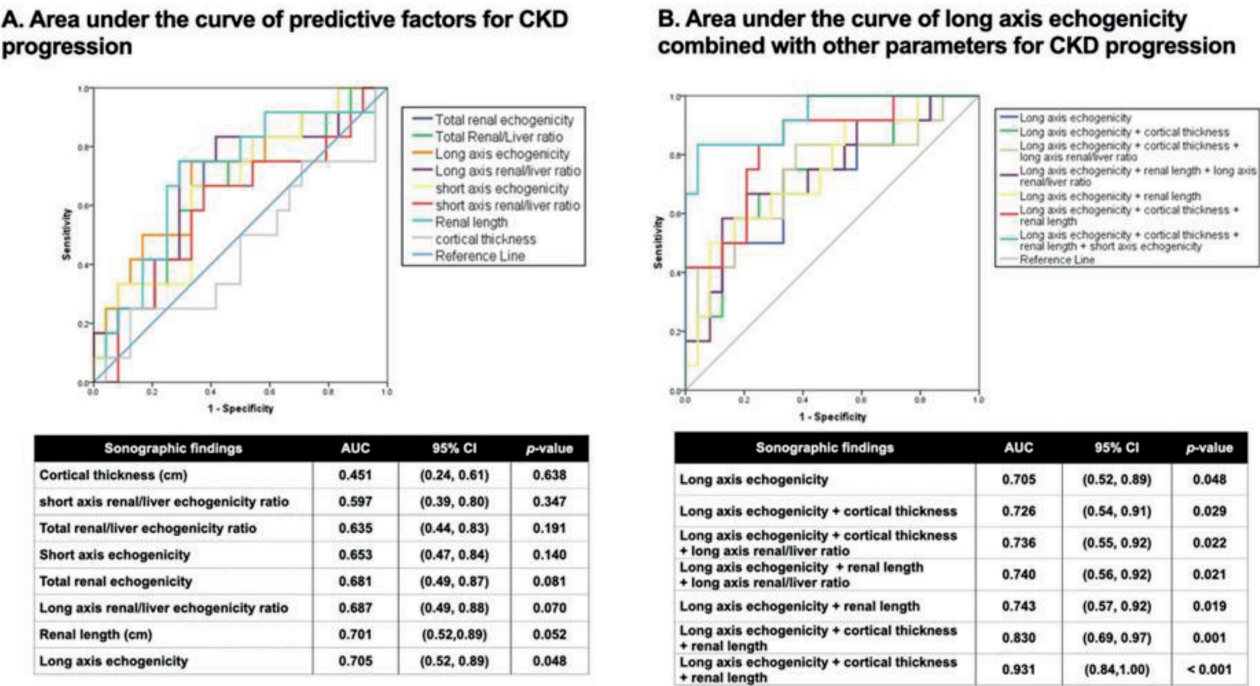 A. Area under the curve of predictive factors for CKD
progression
1.0
0.8
0.6
0.4
0.2
0.0
Sensitivity
0.0 0.2 0.4 0.6 0.8 1.0
1 - Specificity
Total renal echogenicity
Total Renal/Liver ratio
Long axis echogenicity
Long axis renal/liver ratio
short axis echogenicity
short axis renal/liver ratio
Renal length
cortical thickness
Reference Line
Sonographic findings AUC 95% CI p-value
Cortical thickness (cm) 0.451 (0.24, 0.61) 0.638
short axis renal/liver echogenicity ratio 0.597 (0.39, 0.80) 0.347
Total renal/liver echogenicity ratio 0.635 (0.44, 0.83) 0.191
Short axis echogenicity 0.653 (0.47, 0.84) 0.140
Total renal echogenicity 0.681 (0.49, 0.87) 0.081
Long axis renal/liver echogenicity ratio 0.687 (0.49, 0.88) 0.070
Renal length (cm) 0.701 (0.52,0.89) 0.052
Long axis echogenicity 0.705 (0.52, 0.89) 0.048
B. Area under the curve of long axis echogenicity
combined with other parameters for CKD progression
1.0
0.8
0.6
0.4
0.2
0.0
Sensitivity
0.0 0.2 0.4 0.6 0.8 1.0
1 - Specificity
Long axis echogenicity
Long axis echogenicity + cortical thickness
Long axis echogenicity + cortical thickness +
long axis renal/liver ratio
Long axis echogenicity + renal length + long axis
renal/liver ratio
Long axis echogenicity + renal length
Long axis echogenicity + cortical thickness +
renal length
Long axis echogenicity + cortical thickness +
renal length + short axis echogenicity
Reference Line
Sonographic findings AUC 95% CI p-value
Long axis echogenicity 0.705 (0.52, 0.89) 0.048
Long axis echogenicity + cortical thickness 0.726 (0.54, 0.91) 0.029
Long axis echogenicity + cortical thickness
+ long axis renal/liver ratio 0.736 (0.55, 0.92) 0.022
Long axis echogenicity + renal length
+ long axis renal/liver ratio 0.740 (0.56, 0.92) 0.021
Long axis echogenicity + renal length 0.743 (0.57, 0.92) 0.019
Long axis echogenicity + cortical thickness
+ renal length 0.830 (0.69, 0.97) 0.001
Long axis echogenicity + cortical thickness
+ renal length 0.931 (0.84,1.00) < 0.001